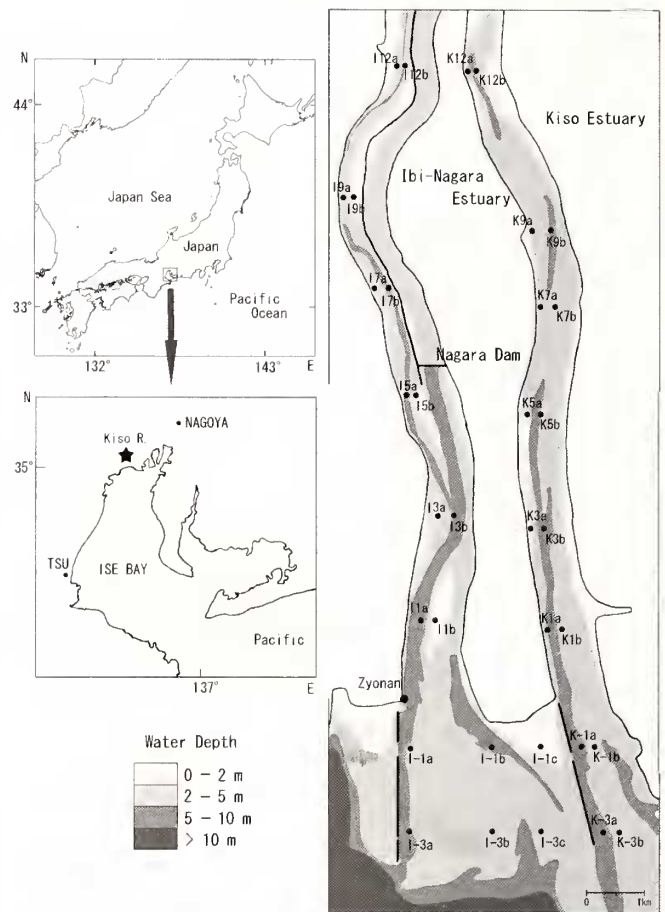 N
44°
Japan Sea
Japan
33°
Pacific
Ocean
132°
143°
E
N
NAGOYA
Kiso R.
35°
TSU
ISE BAY
Pacific
137°
E
Water Depth
0 - 2 m
2 - 5 m
5 - 10 m
> 10 m
I12a
I12b
K12a
K12b
Kiso Estuary
Ibi-Nagara
Estuary
I9a
I9b
K9a
K9b
I7a
I7b
K7a
K7b
Nagara Dam
I5a
I5b
K5a
K5b
I3a
I3b
K3a
K3b
I1a
I1b
K1a
K1b
Zyonan
I-1a
I-1b
I-1c
K-1a
K-1b
I-3a
I-3b
I-3c
K-3a
K-3b
0
1km